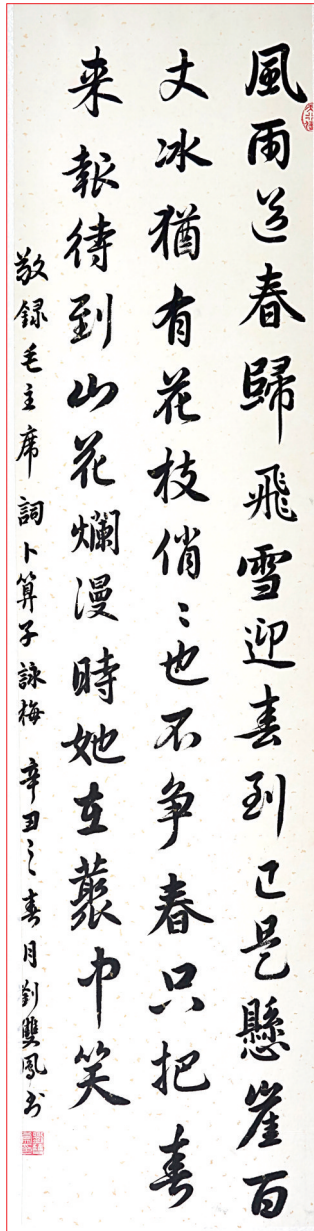 風雨送春歸飛雪迎春到已是懸崖百
丈冰猶有花枝俏〻也不争春只把春
来報待到山花爛漫時她在叢中笑
敬録毛主席詞卜算子詠梅辛丑之春月劉雙鳳书